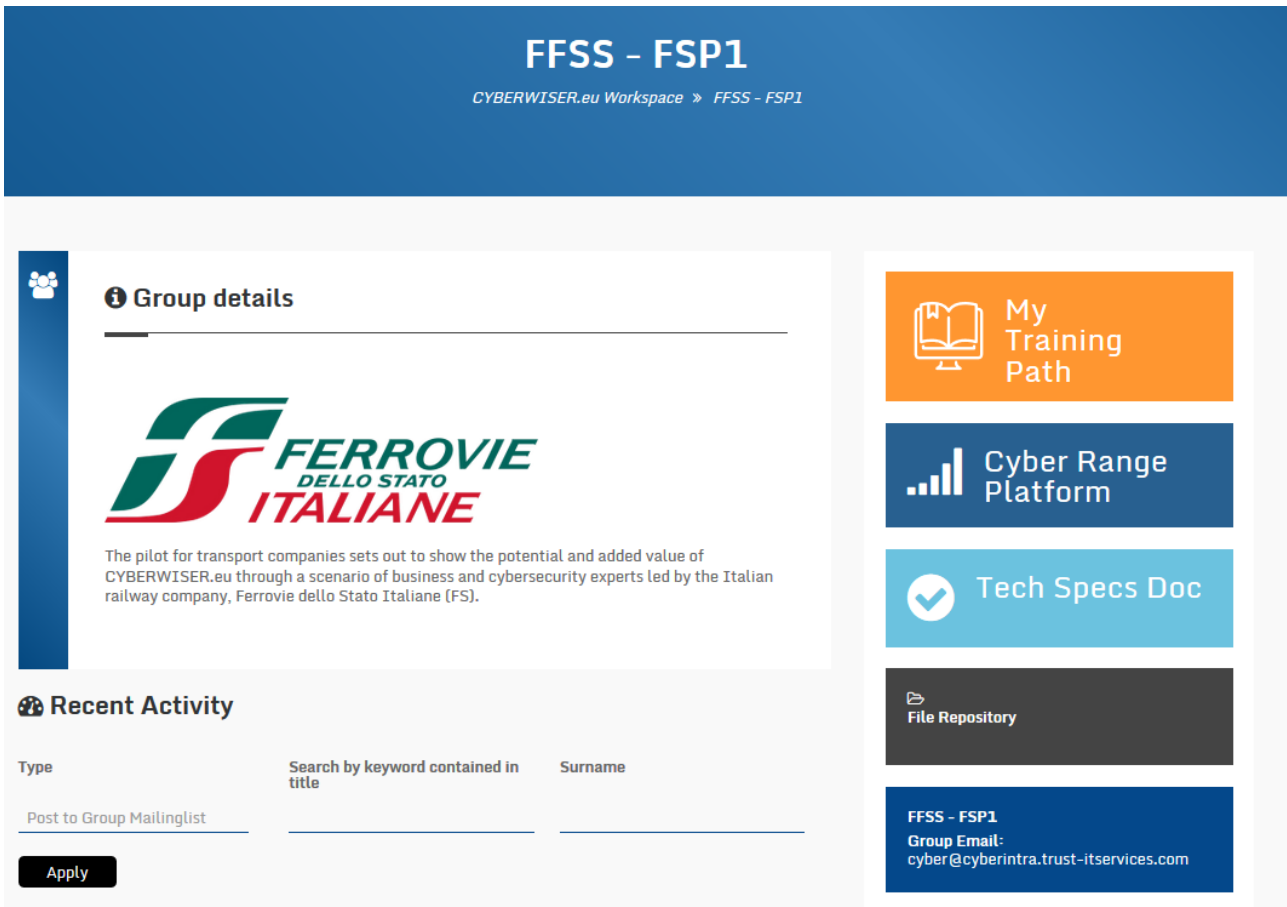 FFSS - FSP1
CYBERWISER.eu Workspace » FFSS - FSP1
Group details
FERROVIE
DELLO STATO
ITALIANE
The pilot for transport companies sets out to show the potential and added value of
CYBERWISER.eu through a scenario of business and cybersecurity experts led by the Italian
railway company, Ferrovie dello Stato Italiane (FS).
Recent Activity
Type
Search by keyword contained in
title
Surname
Post to Group Mailinglist
Apply
My
Training
Path
Cyber Range
Platform
Tech Specs Doc
File Repository
FFSS - FSP1
Group Email:
cyber@cyberintra.trust-itservices.com